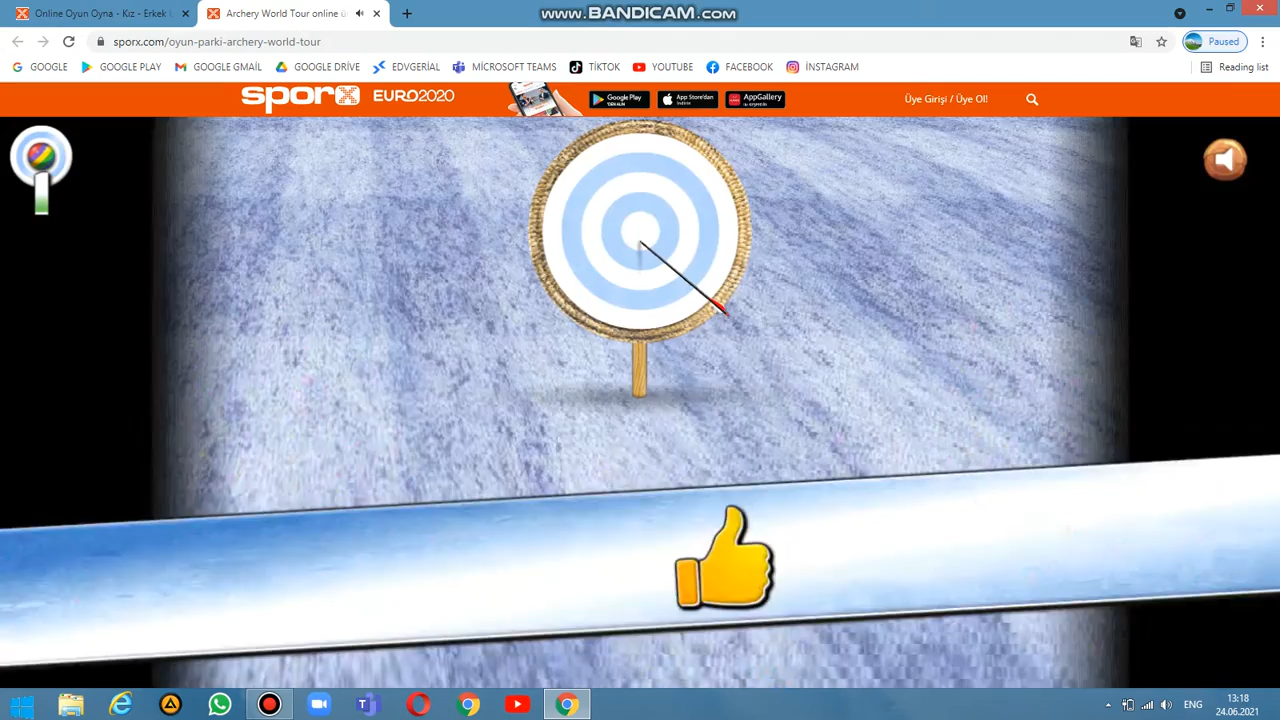 www.BANDICAM.com
Online Oyun Oyna - Kız - Erkek
Archery World Tour online ü
sporx.com/oyun-parki-archery-world-tour
Paused
GOOGLE
GOOGLE PLAY
GOOGLE GMAİL
GOOGLE DRİVE
EDVGERİAL
MİCROSOFT TEAMS
TİKTOK
YOUTUBE
FACEBOOK
İNSTAGRAM
Reading list
sporx
EURO2020
Google Play
App Store'dan
AppGallery
Üye Girişi / Üye Ol!
ENG
13:18
24.06.2021